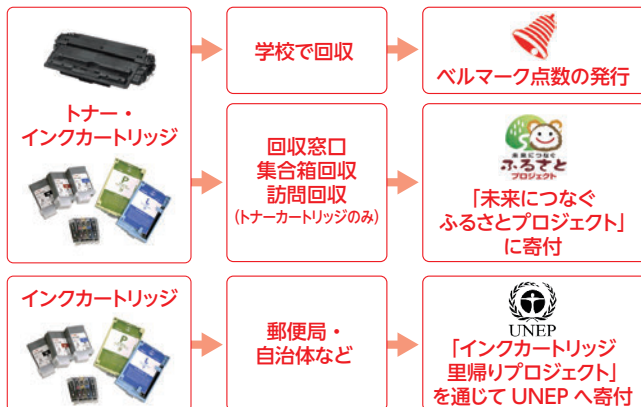 トナー・
インクカートリッジ
学校で回収
ベルマーク点数の発行
回収窓口
集合箱回収
訪問回収
(トナーカートリッジのみ)
未来につなぐ
ふるさと
プロジェクト
「未来につなぐ
ふるさとプロジェクト」
に寄付
インクカートリッジ
郵便局・
自治体など
UNEP
「インクカートリッジ
里帰りプロジェクト」
を通じて UNEP へ寄付